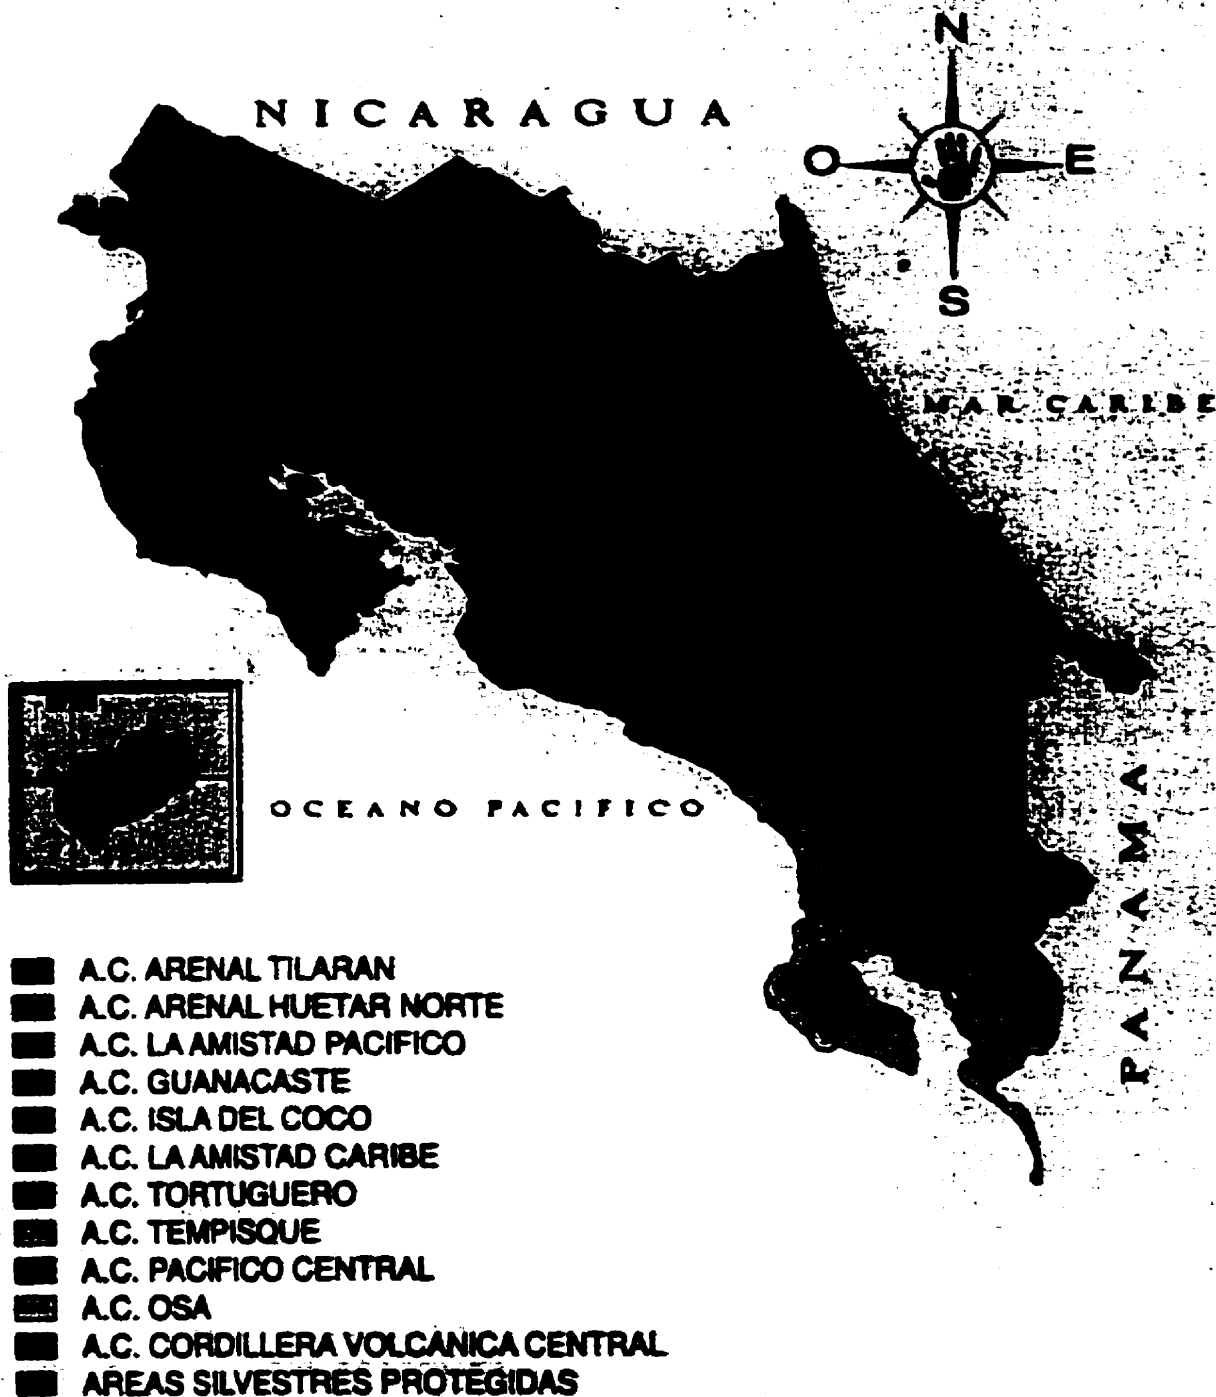 N
NICARAGUA
O
E
S
MAR CARIBE
OCEANO PACIFICO
PANAMA
A.C. ARENAL TILARAN
A.C. ARENAL HUETAR NORTE
A.C. LA AMISTAD PACIFICO
A.C. GUANACASTE
A.C. ISLA DEL COCO
A.C. LA AMISTAD CARIBE
A.C. TORTUGUERO
A.C. TEMPISQUE
A.C. PACIFICO CENTRAL
A.C. OSA
A.C. CORDILLERA VOLCANICA CENTRAL
AREAS SILVESTRES PROTEGIDAS